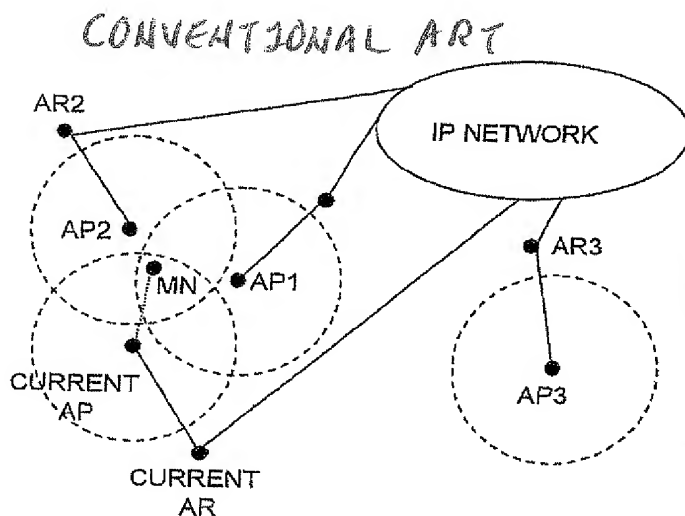 CONVENTIONAL ART
AR2
IP NETWORK
AP2
MN
AP1
AR3
CURRENT
AP
AP3
CURRENT
AR